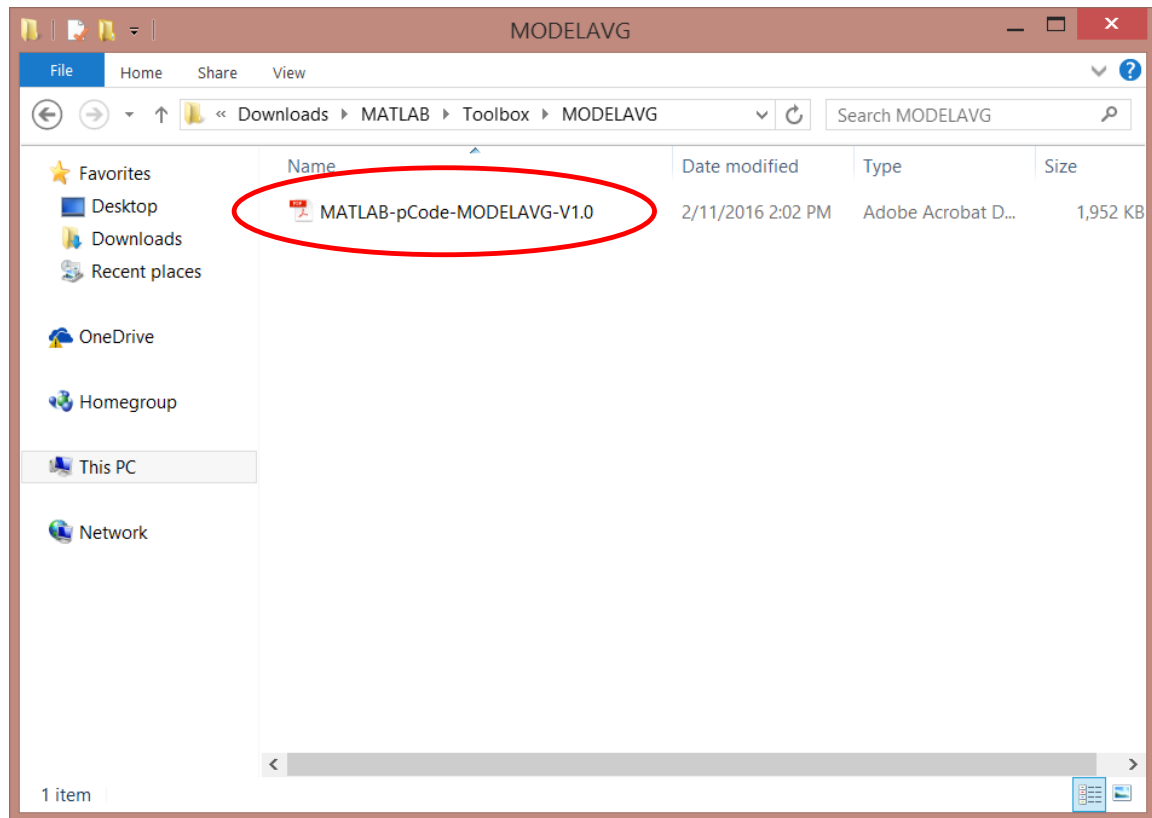 MODELAVG
File Home Share View
« Downloads MATLAB Toolbox MODELAVG
Search MODELAVG
Name Date modified Type Size
MATLAB-pCode-MODELAVG-V1.0 2/11/2016 2:02 PM Adobe Acrobat D... 1,952 KB
Favorites
Desktop
Downloads
Recent places
OneDrive
Homegroup
This PC
Network
1 item